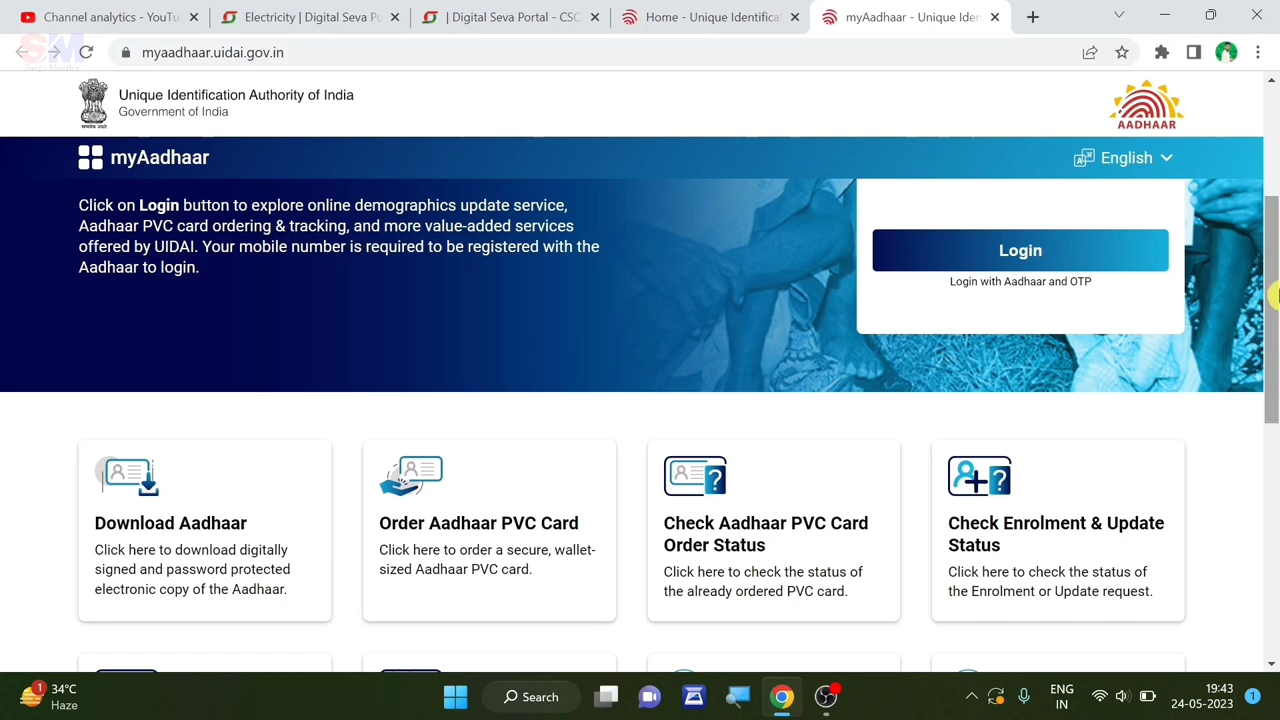 Channel analytics - YouTu
Electricity | Digital Seva Po
| Digital Seva Portal - CSC
Home - Unique Identificat
myAadhaar - Unique Iden
myaadhaar.uidai.gov.in
SM
सत्यमेव जयते
Unique Identification Authority of India
Government of India
AADHAAR
myAadhaar
English
Click on Login button to explore online demographics update service,
Aadhaar PVC card ordering & tracking, and more value-added services
offered by UIDAI. Your mobile number is required to be registered with the
Aadhaar to login.
Login
Login with Aadhaar and OTP
Download Aadhaar
Click here to download digitally
signed and password protected
electronic copy of the Aadhaar.
Order Aadhaar PVC Card
Click here to order a secure, wallet-
sized Aadhaar PVC card.
Check Aadhaar PVC Card
Order Status
Click here to check the status of
the already ordered PVC card.
Check Enrolment & Update
Status
Click here to check the status of
the Enrolment or Update request.
1
34°C
Haze
Search
ENG
IN
19:43
24-05-2023
1